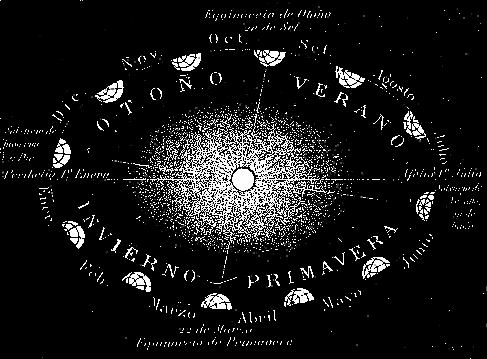 Equinoccio de Otoño
Oct.
Set.
Nov.
Agosto
Dic.
OTOÑO
VERANO
Julio
Perihelio 1º Enero
Afelio 1º Julio
Enero
INVIERNO
PRIMAVERA
Junio
Feb.
Mayo
Marzo
Abril
22 de Marzo
Equinoccio de Primavera